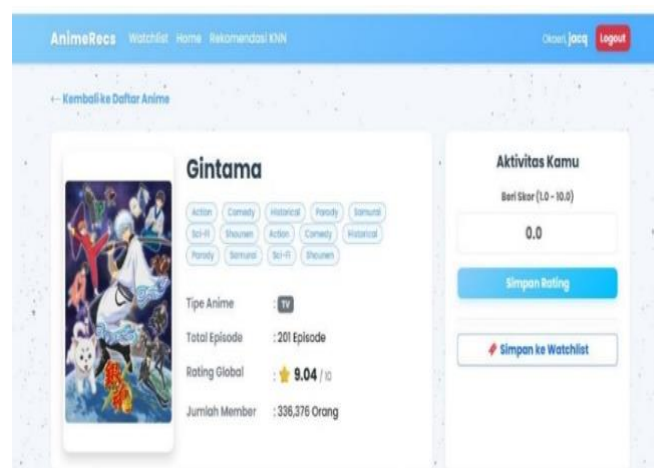 AnimeRecs Watchlist Home Rekomendasi KNN
jacq Logout
← Kembali ke Daftar Anime
Gintama
Action Comedy Historical Parody Samurai
Sci-Fi Shounen Action Comedy Historical
Parody Samurai Sci-Fi Shounen
Tipe Anime : TV
Total Episode : 201 Episode
Rating Global : 9.04 / 10
Jumlah Member : 336,376 Orang
Aktivitas Kamu
Beri Skor (1.0 - 10.0)
0.0
Simpan Rating
Simpan ke Watchlist
銀魂